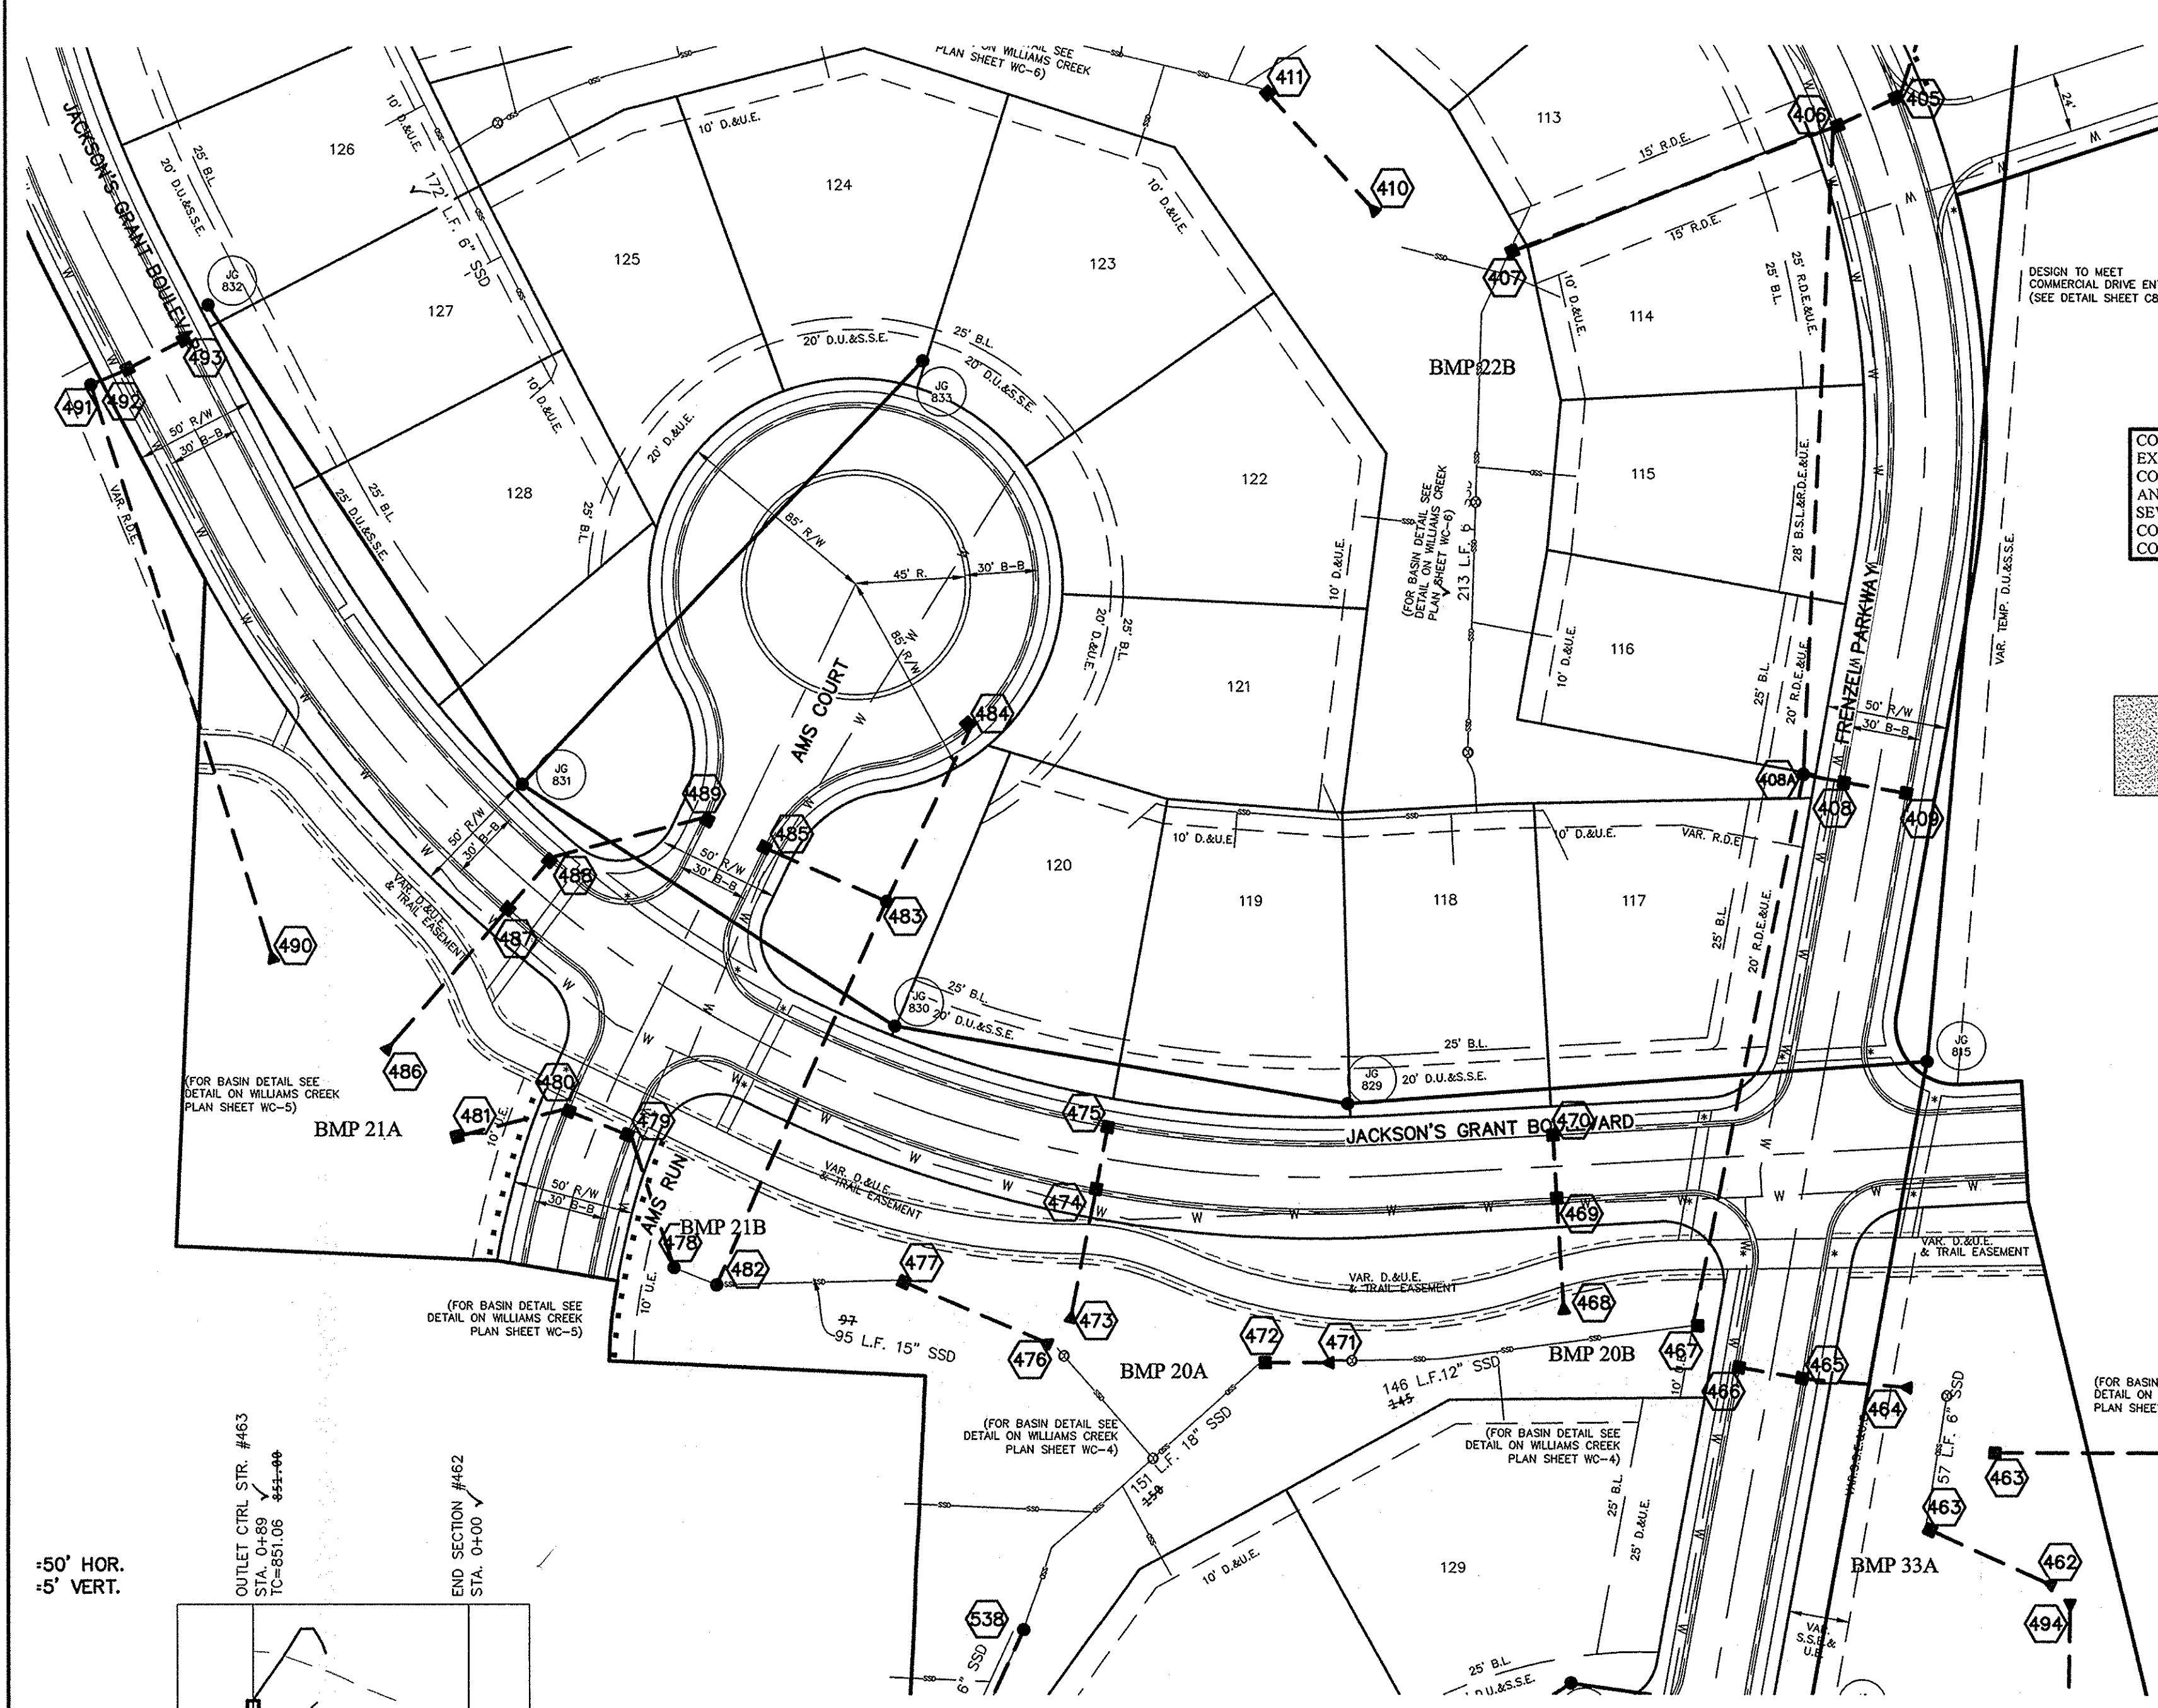 JACKSON'S GRANT BOULEVARD
126
25' B.L.
20' D.U.&S.S.E.
10' D.&U.E.
172' L.F. 6" SSD
10' D.&U.E.
124
PLAN SHEET WC-6)
411
410
113
15' R.D.E.
406
405
24'
W
15' R.D.E.
407
125
123
10' D.&U.E.
JG
832
127
493
492
491
50' R/W
30' B-B
VAR. R.D.E.
128
25' D.U.&S.S.E.
25' B.L.
10' D.&U.E.
20' D.&U.E.
25' B.L.
20' D.U.&S.S.E.
25' B.L.
20' D.U.&S.S.E.
JG
833
85' R/W
45' R.
30' B-B
85' R/W
AMS COURT
122
10' D.&U.E.
25' B.L.
20' D.&U.E.
121
(FOR BASIN DETAIL SEE
DETAIL ON WILLIAMS CREEK
PLAN SHEET WC-6)
213 L.F. 6"
BMP 22B
10' D.&U.E.
114
25' R.D.E.&U.E.
25' B.L.
115
28' B.S.L.&R.D.E.&U.E.
116
10' D.&U.E.
25' B.L.
20' R.D.E.&U.E.
FRENZEL PARKWAY
50' R/W
30' B-B
VAR. TEMP. D.U.&S.S.E.
DESIGN TO MEET
COMMERCIAL DRIVE
(SEE DETAIL SHEET
408A
408
409
484
489
JG
831
485
50' R/W
30' B-B
50' R/W
30' B-B
488
487
483
VAR. D.&U.E.
& TRAIL EASEMENT
490
486
120
119
118
117
10' D.&U.E.
10' D.&U.E.
VAR. R.D.E.
25' B.L.
20' R.D.E.&U.E.
JG
830
25' B.L.
20' D.U.&S.S.E.
25' B.L.
JG
829
20' D.U.&S.S.E.
JG
815
(FOR BASIN DETAIL SEE
DETAIL ON WILLIAMS CREEK
PLAN SHEET WC-5)
BMP 21A
480
481
479
10' U.E.
50' R/W
30' B-B
AMS RUN
BMP 21B
478
482
10' U.E.
475
474
JACKSON'S GRANT BOULEVARD
470
469
VAR. D.&U.E.
& TRAIL EASEMENT
VAR. D.&U.E.
& TRAIL EASEMENT
VAR. D.&U.E.
& TRAIL EASEMENT
(FOR BASIN DETAIL SEE
DETAIL ON WILLIAMS CREEK
PLAN SHEET WC-5)
477
97
95 L.F. 15" SSD
473
476
472
471
468
467
BMP 20A
BMP 20B
146 L.F.12" SSD
145
466
465
464
(FOR BASIN DETAIL SEE
DETAIL ON WILLIAMS CREEK
PLAN SHEET WC-4)
151 L.F. 18" SSD
150
(FOR BASIN DETAIL SEE
DETAIL ON WILLIAMS CREEK
PLAN SHEET WC-4)
25' B.L.
25' D.&U.E.
129
10' D.&U.E.
157 L.F. 6" SSD
463
463
462
BMP 33A
494
VAR.
S.S.E.&
U.E.
538
6" SSD
25' B.L.
D.U.&S.S.E.
OUTLET CTRL STR. #463
STA. 0+89
TC=851.06 851.00
END SECTION #462
STA. 0+00
=50' HOR.
=5' VERT.